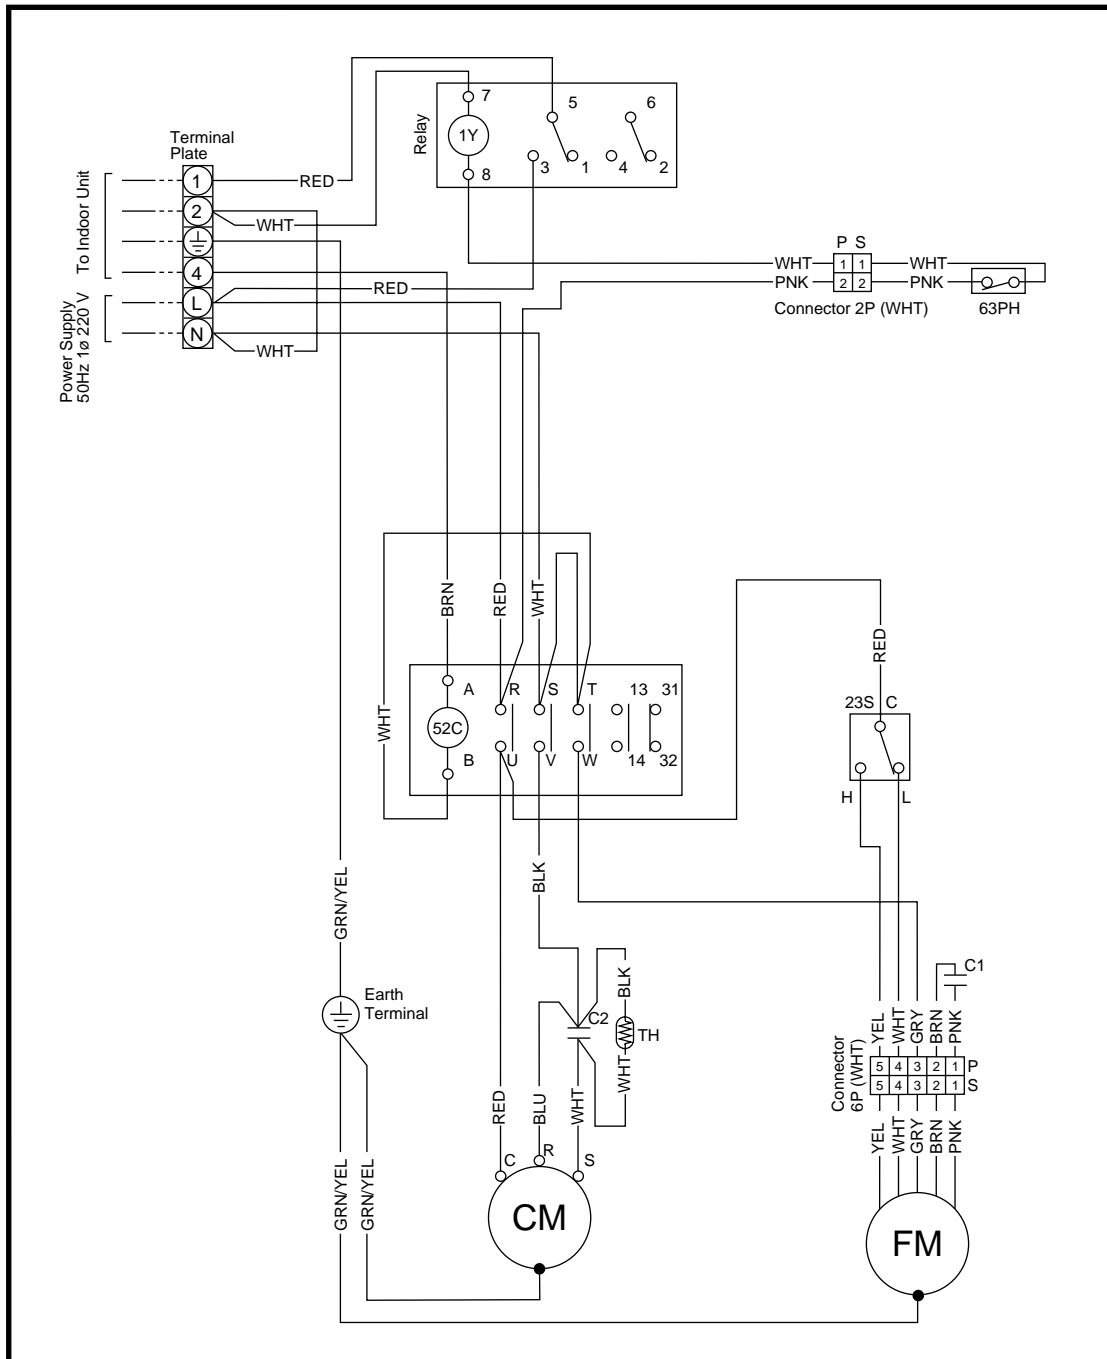 Terminal
Plate
1
2
4
L
N
To Indoor Unit
Power Supply
50Hz 1ø 220 V
RED
WHT
RED
WHT
Relay
7
1Y
8
5
3
1
6
4
2
P S
WHT 1 1 WHT
PNK 2 2 PNK
Connector 2P (WHT)
63PH
BRN
RED
WHT
WHT
A R S T 13 31
52C
B U V W 14 32
RED
23S C
H L
GRN/YEL
BLK
Earth
Terminal
BLK
C2
TH
WHT
RED
BLU
WHT
C R S
CM
GRN/YEL
GRN/YEL
C1
YEL
WHT
GRY
BRN
PNK
Connector
6P (WHT)
5 4 3 2 1 P
5 4 3 2 1 S
YEL
WHT
GRY
BRN
PNK
FM